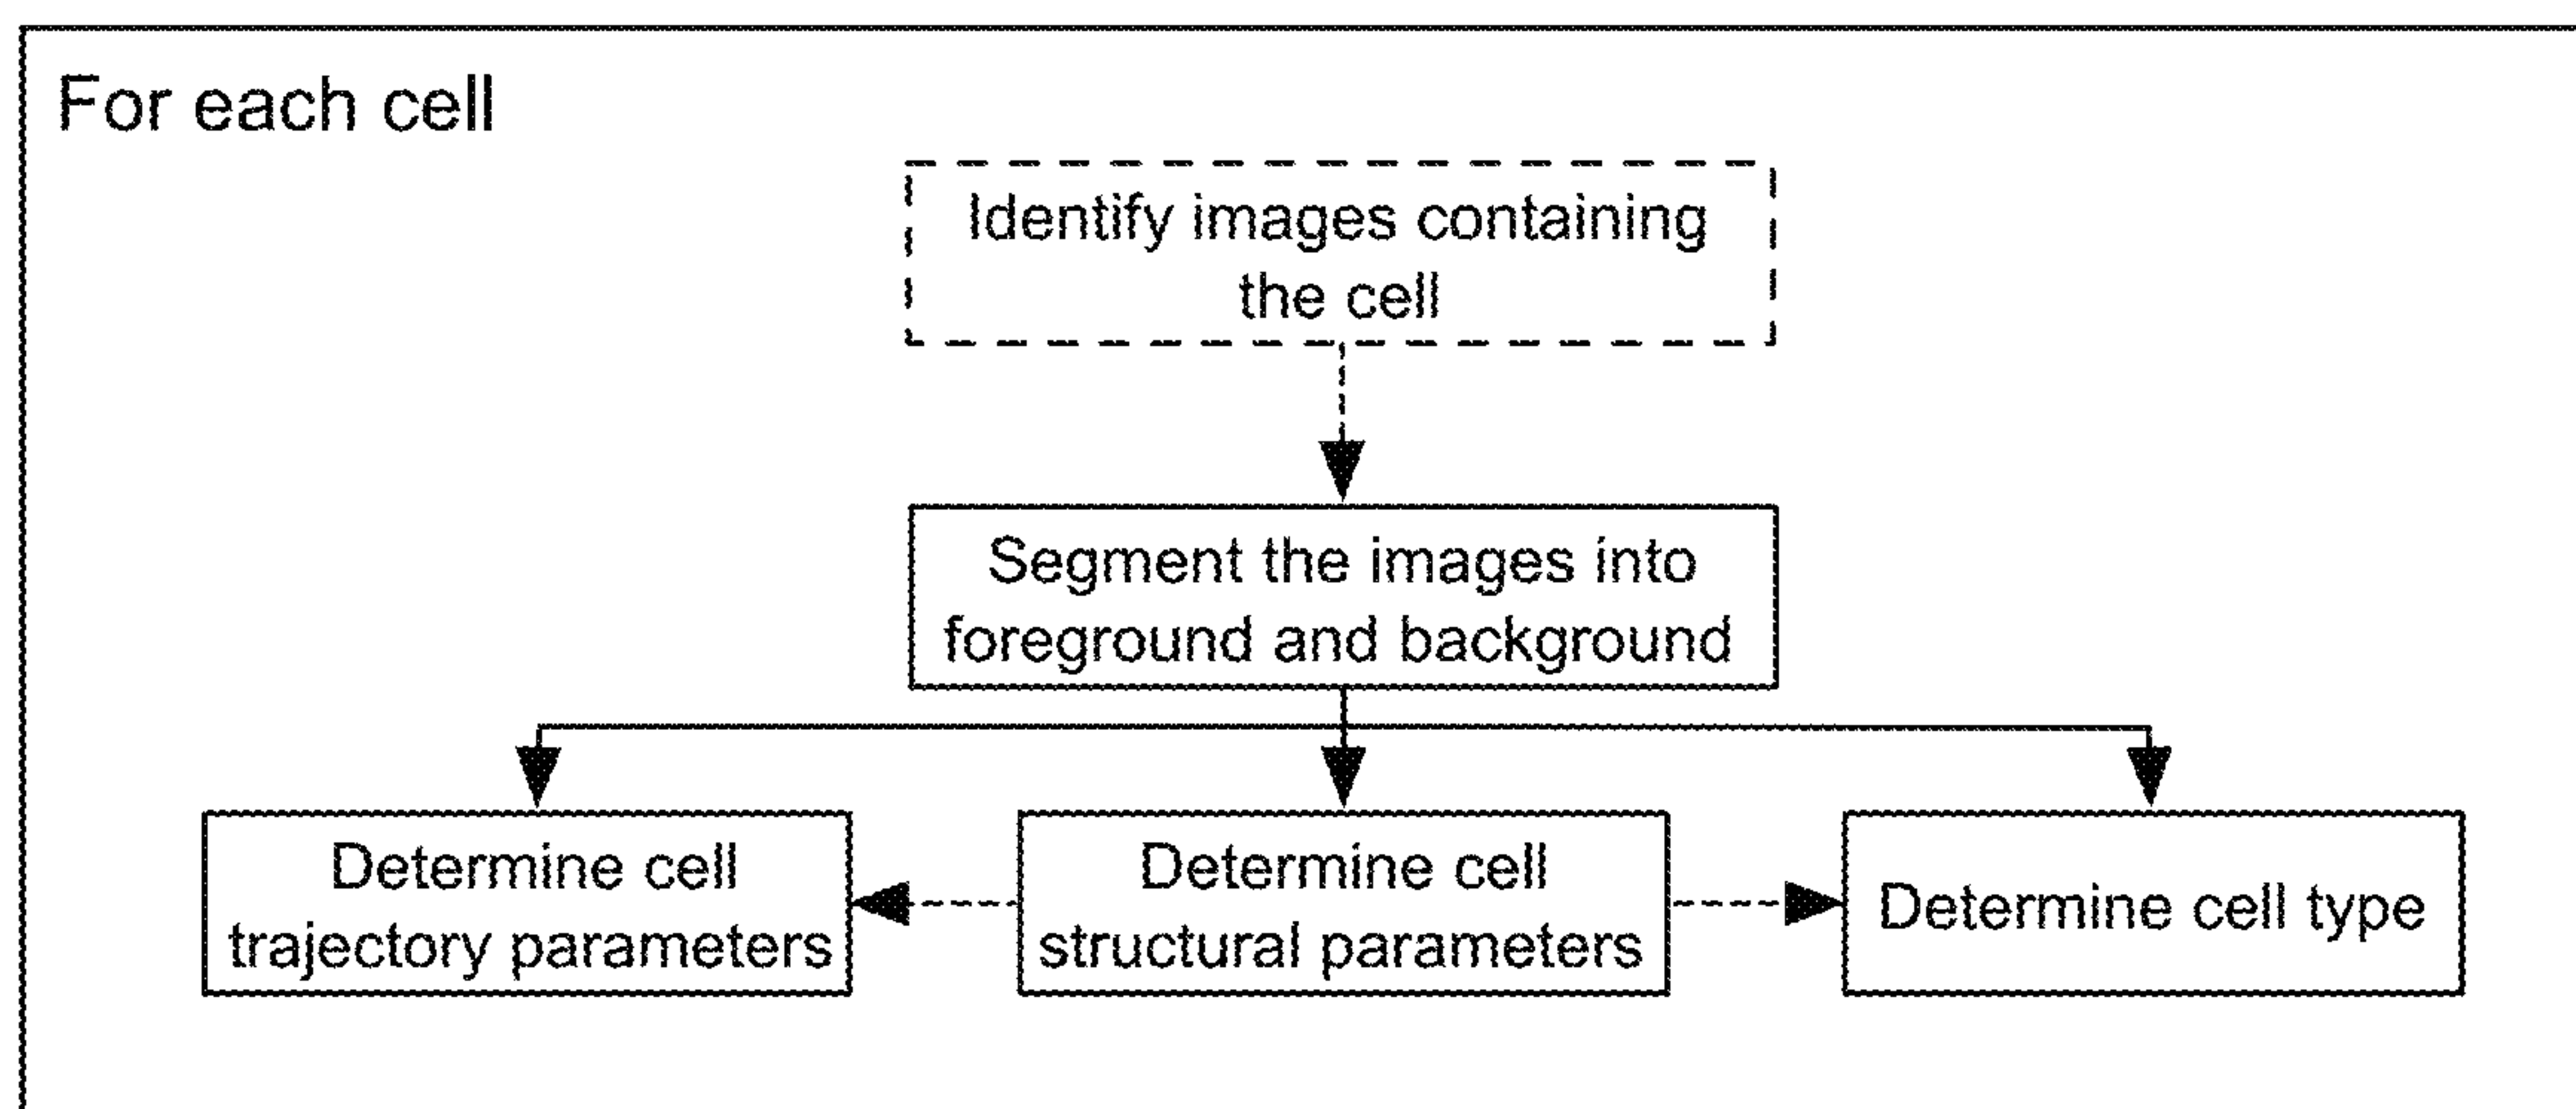 For each cell
Identify images containing
the cell
Segment the images into
foreground and background
Determine cell
trajectory parameters
Determine cell
structural parameters
Determine cell type